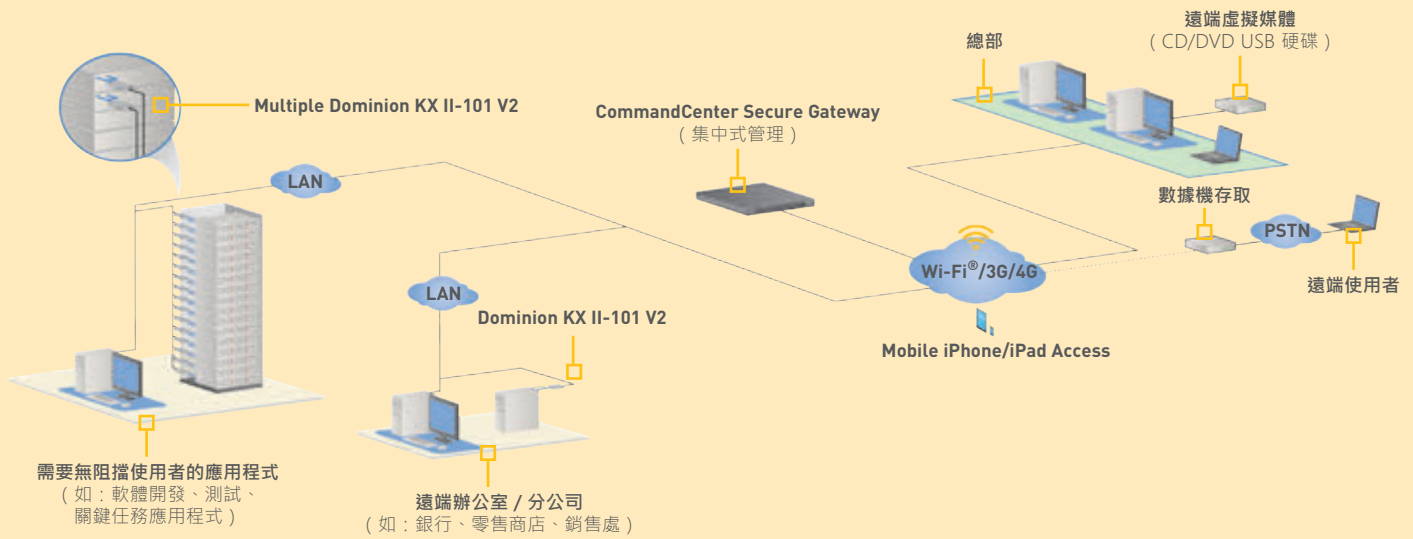 遠端虛擬媒體
( CD/DVD USB 硬碟 )
總部
Multiple Dominion KX II-101 V2
CommandCenter Secure Gateway
( 集中式管理 )
LAN
數據機存取
PSTN
Wi-Fi®/3G/4G
遠端使用者
LAN
Dominion KX II-101 V2
Mobile iPhone/iPad Access
需要無阻擋使用者的應用程式
( 如：軟體開發、測試、
關鍵任務應用程式 )
遠端辦公室 / 分公司
( 如：銀行、零售商店、銷售處 )